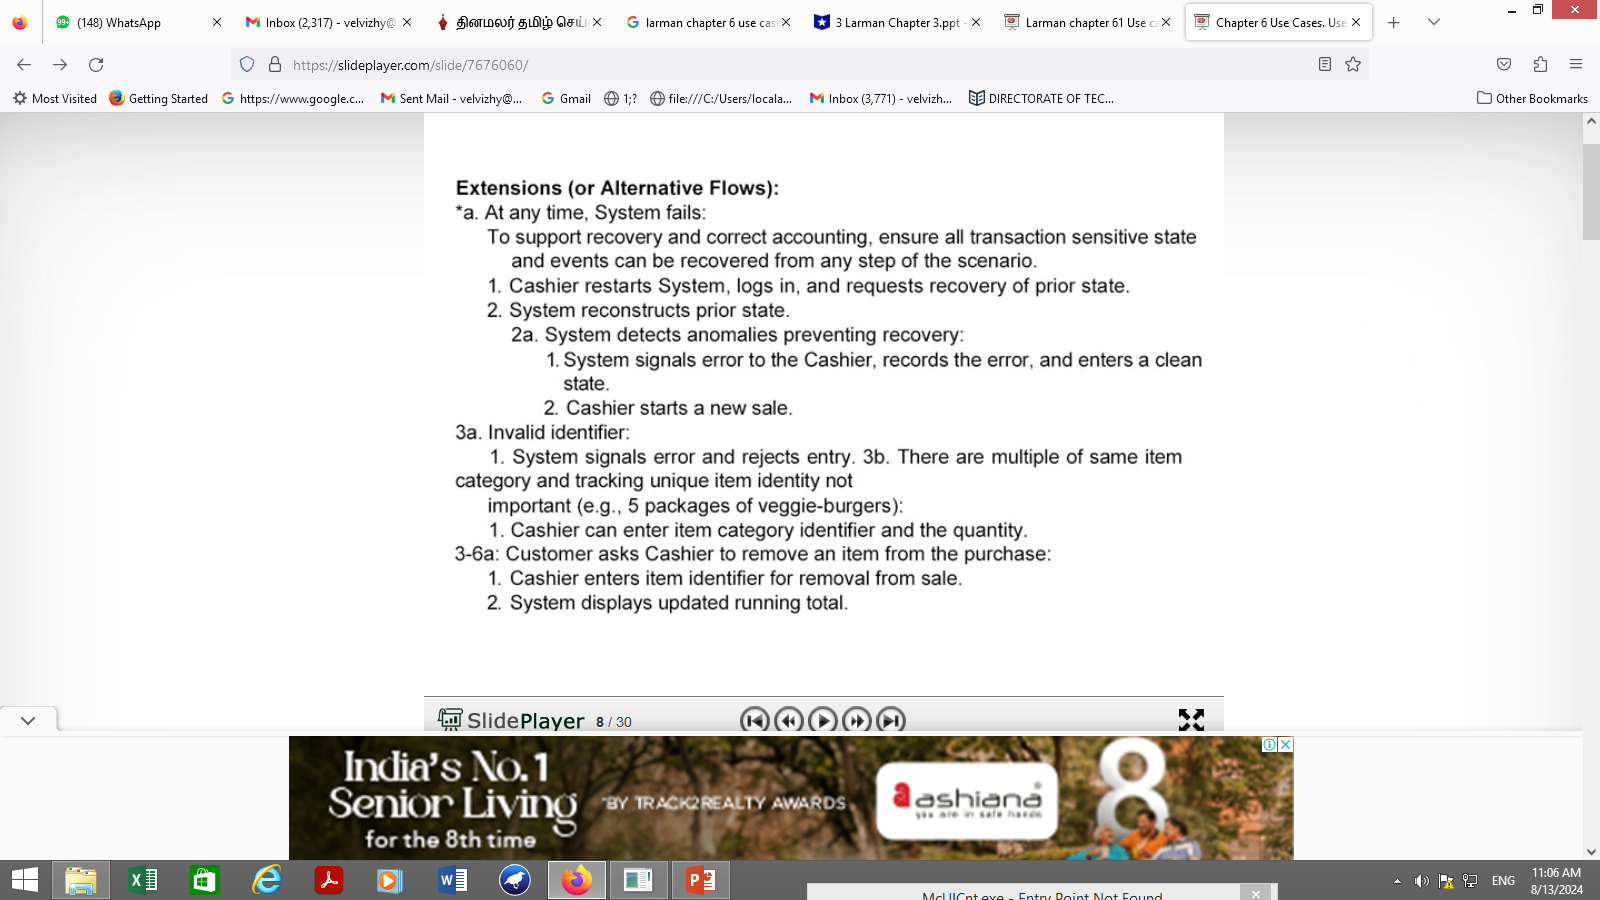 (148) WhatsApp
Inbox (2,317) - velvizhy@
தினமலர் தமிழ் செய்
larman chapter 6 use cas
3 Larman Chapter 3.ppt -
Larman chapter 61 Use ca
Chapter 6 Use Cases. Use
https://slideplayer.com/slide/7676060/
Most Visited
Getting Started
https://www.google.c...
Sent Mail - velvizhy@...
Gmail
1;?
file:///C:/Users/locala...
Inbox (3,771) - velvizh...
DIRECTORATE OF TEC...
Other Bookmarks
Extensions (or Alternative Flows):
*a. At any time, System fails:
To support recovery and correct accounting, ensure all transaction sensitive state
and events can be recovered from any step of the scenario.
1. Cashier restarts System, logs in, and requests recovery of prior state.
2. System reconstructs prior state.
2a. System detects anomalies preventing recovery:
1. System signals error to the Cashier, records the error, and enters a clean
state.
2. Cashier starts a new sale.
3a. Invalid identifier:
1. System signals error and rejects entry. 3b. There are multiple of same item
category and tracking unique item identity not
important (e.g., 5 packages of veggie-burgers):
1. Cashier can enter item category identifier and the quantity.
3-6a: Customer asks Cashier to remove an item from the purchase:
1. Cashier enters item identifier for removal from sale.
2. System displays updated running total.
SlidePlayer 8 / 30
India's No.1
Senior Living
for the 8th time
*BY TRACK2REALTY AWARDS
ashiana
you are in safe hands
8
ENG
11:06 AM
8/13/2024
McUICnt.exe - Entry Point Not Found